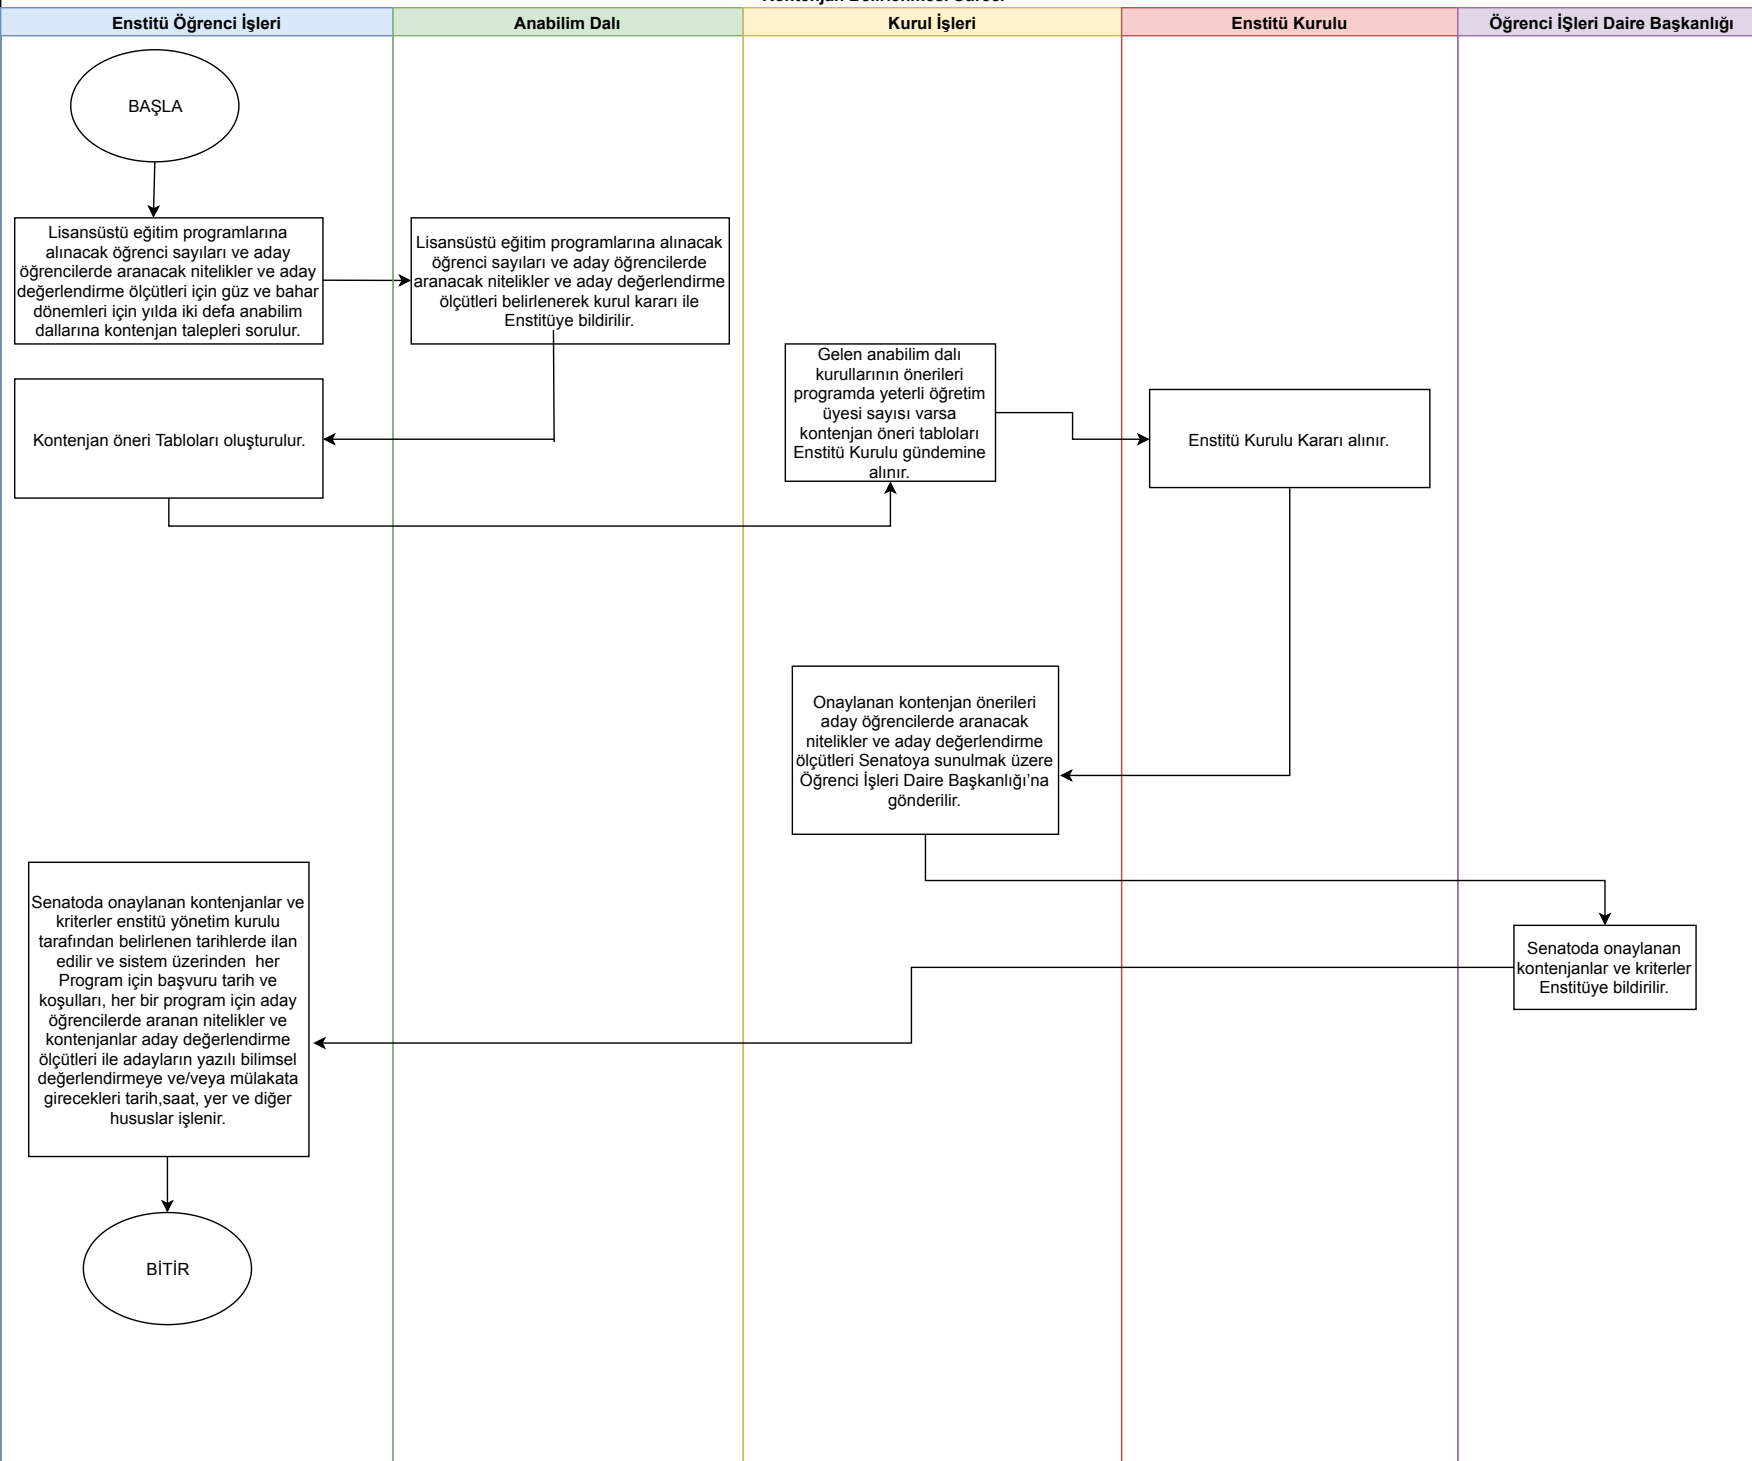 Kontenjan Belirlenmesi Süreci
Enstitü Öğrenci İşleri
Anabilim Dalı
Kurul İşleri
Enstitü Kurulu
Öğrenci İŞleri Daire Başkanlığı
BAŞLA
Lisansüstü eğitim programlarına
alınacak öğrenci sayıları ve aday
öğrencilerde aranacak nitelikler ve aday
değerlendirme ölçütleri için güz ve bahar
dönemleri için yılda iki defa anabilim
dallarına kontenjan talepleri sorulur.
Lisansüstü eğitim programlarına alınacak
öğrenci sayıları ve aday öğrencilerde
aranacak nitelikler ve aday değerlendirme
ölçütleri belirlenerek kurul kararı ile
Enstitüye bildirilir.
Kontenjan öneri Tabloları oluşturulur.
Gelen anabilim dalı
kurullarının önerileri
programda yeterli öğretim
üyesi sayısı varsa
kontenjan öneri tabloları
Enstitü Kurulu gündemine
alınır.
Enstitü Kurulu Kararı alınır.
Onaylanan kontenjan önerileri
aday öğrencilerde aranacak
nitelikler ve aday değerlendirme
ölçütleri Senatoya sunulmak üzere
Öğrenci İşleri Daire Başkanlığı’na
gönderilir.
Senatoda onaylanan
kontenjanlar ve kriterler
Enstitüye bildirilir.
Senatoda onaylanan kontenjanlar ve
kriterler enstitü yönetim kurulu
tarafından belirlenen tarihlerde ilan
edilir ve sistem üzerinden  her
Program için başvuru tarih ve
koşulları, her bir program için aday
öğrencilerde aranan nitelikler ve
kontenjanlar aday değerlendirme
ölçütleri ile adayların yazılı bilimsel
değerlendirmeye ve/veya mülakata
girecekleri tarih,saat, yer ve diğer
hususlar işlenir.
BİTİR